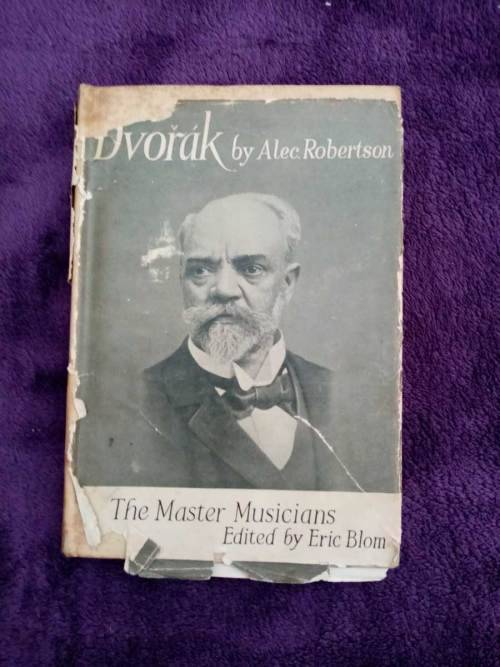 Dvořák by Alec Robertson
The Master Musicians
Edited by Eric Blom